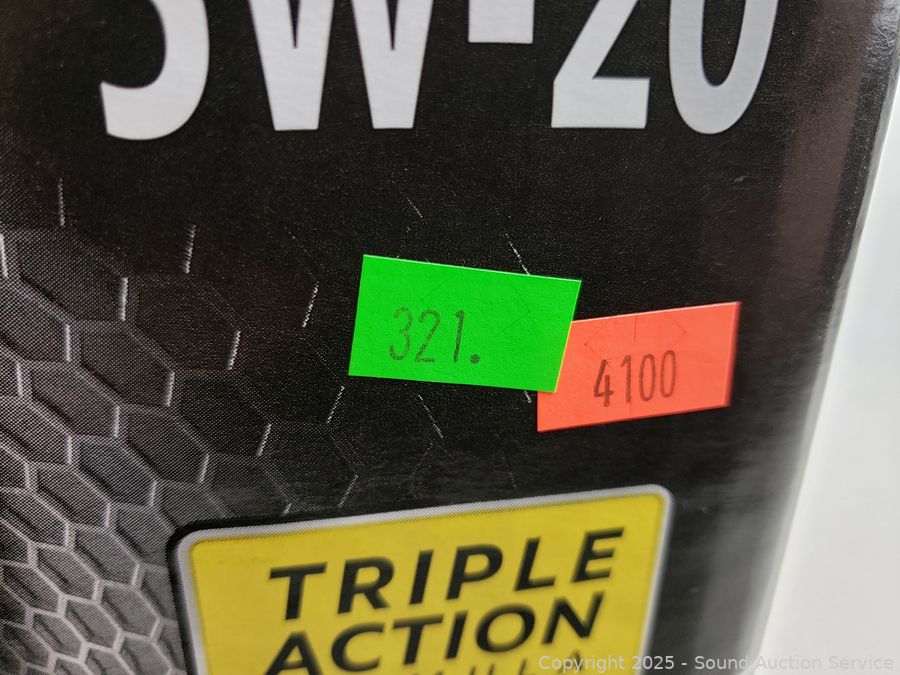 5W-20
321.
4100
TRIPLE
ACTION
Copyright 2025 - Sound Auction Service